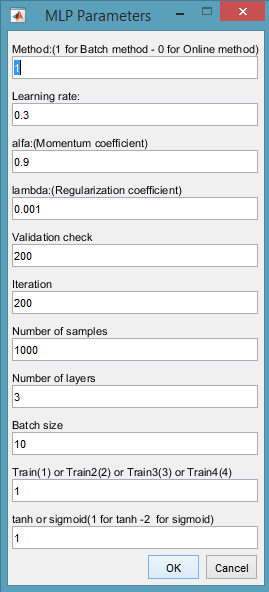 MLP Parameters
Method:(1 for Batch method - 0 for Online method)
1
Learning rate:
0.3
alfa:(Momentum coefficient)
0.9
lambda:(Regularization coefficient)
0.001
Validation check
200
Iteration
200
Number of samples
1000
Number of layers
3
Batch size
10
Train(1) or Train2(2) or Train3(3) or Train4(4)
1
tanh or sigmoid(1 for tanh -2  for sigmoid)
1
OK Cancel